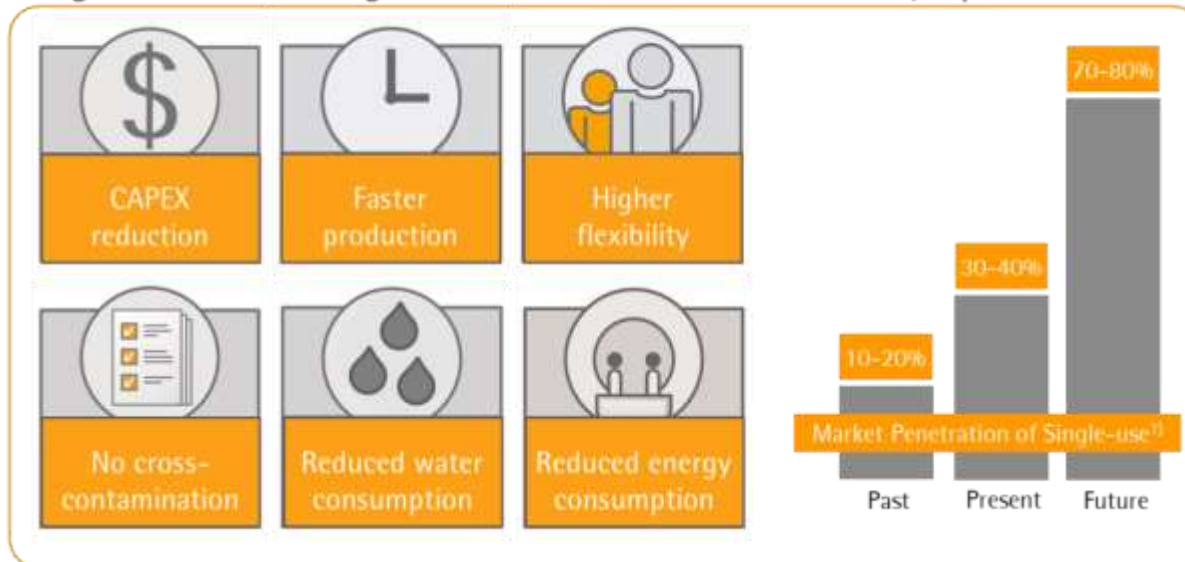 $
CAPEX
reduction
Faster
production
Higher
flexibility
No cross-
contamination
Reduced water
consumption
Reduced energy
consumption
70-80%
30-40%
10-20%
Market Penetration of Single-use¹⁾
Past
Present
Future